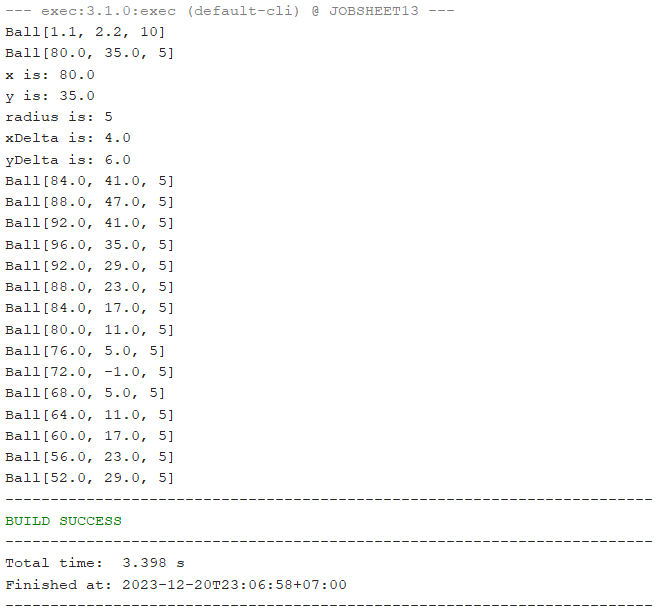 --- exec:3.1.0:exec (default-cli) @ JOBSHEET13 ---
Ball[1.1, 2.2, 10]
Ball[80.0, 35.0, 5]
x is: 80.0
y is: 35.0
radius is: 5
xDelta is: 4.0
yDelta is: 6.0
Ball[84.0, 41.0, 5]
Ball[88.0, 47.0, 5]
Ball[92.0, 41.0, 5]
Ball[96.0, 35.0, 5]
Ball[92.0, 29.0, 5]
Ball[88.0, 23.0, 5]
Ball[84.0, 17.0, 5]
Ball[80.0, 11.0, 5]
Ball[76.0, 5.0, 5]
Ball[72.0, -1.0, 5]
Ball[68.0, 5.0, 5]
Ball[64.0, 11.0, 5]
Ball[60.0, 17.0, 5]
Ball[56.0, 23.0, 5]
Ball[52.0, 29.0, 5]
------------------------------------------------------------------------
BUILD SUCCESS
------------------------------------------------------------------------
Total time:  3.398 s
Finished at: 2023-12-20T23:06:58+07:00
------------------------------------------------------------------------